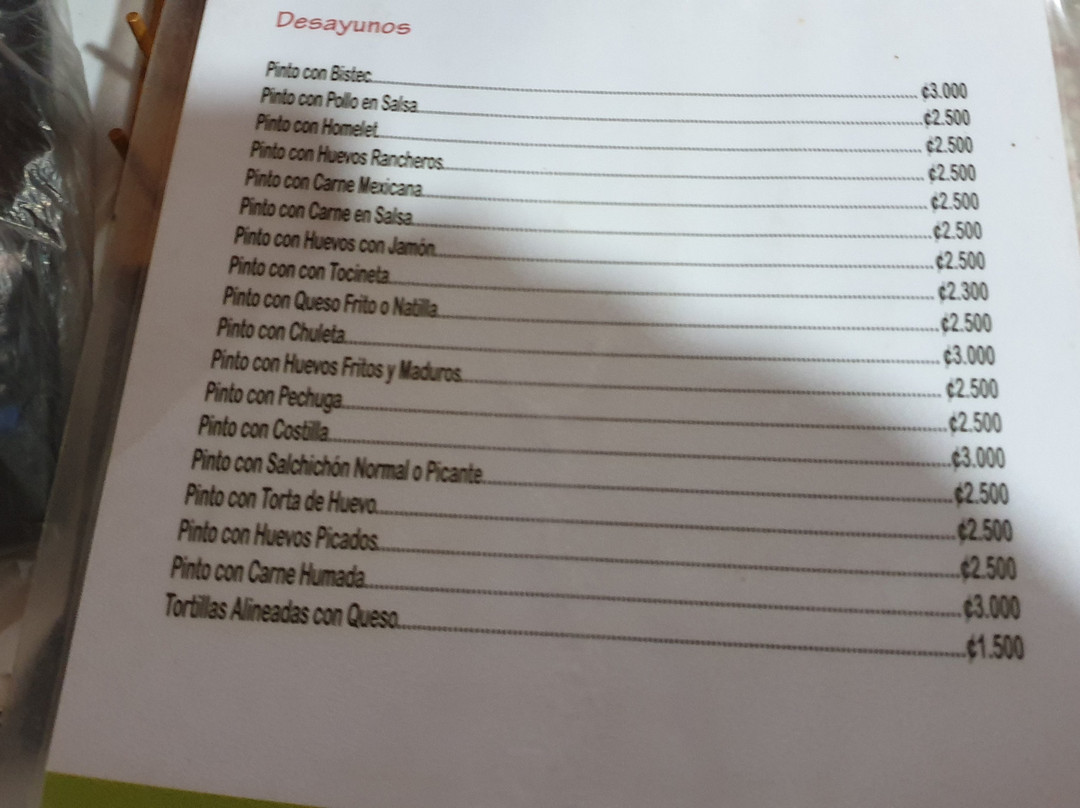 Desayunos
Pinto con Bistec..........¢3.000
Pinto con Pollo en Salsa..........¢2.500
Pinto con Homelet..........¢2.500
Pinto con Huevos Rancheros..........¢2.500
Pinto con Carne Mexicana..........¢2.500
Pinto con Carne en Salsa..........¢2.500
Pinto con Huevos con Jamón..........¢2.500
Pinto con con Tocineta..........¢2.300
Pinto con Queso Frito o Natilla..........¢2.500
Pinto con Chuleta..........¢3.000
Pinto con Huevos Fritos y Maduros..........¢2.500
Pinto con Pechuga..........¢2.500
Pinto con Costilla..........¢3.000
Pinto con Salchichón Normal o Picante..........¢2.500
Pinto con Torta de Huevo..........¢2.500
Pinto con Huevos Picados..........¢2.500
Pinto con Carne Humada..........¢3.000
Tortillas Alineadas con Queso..........¢1.500